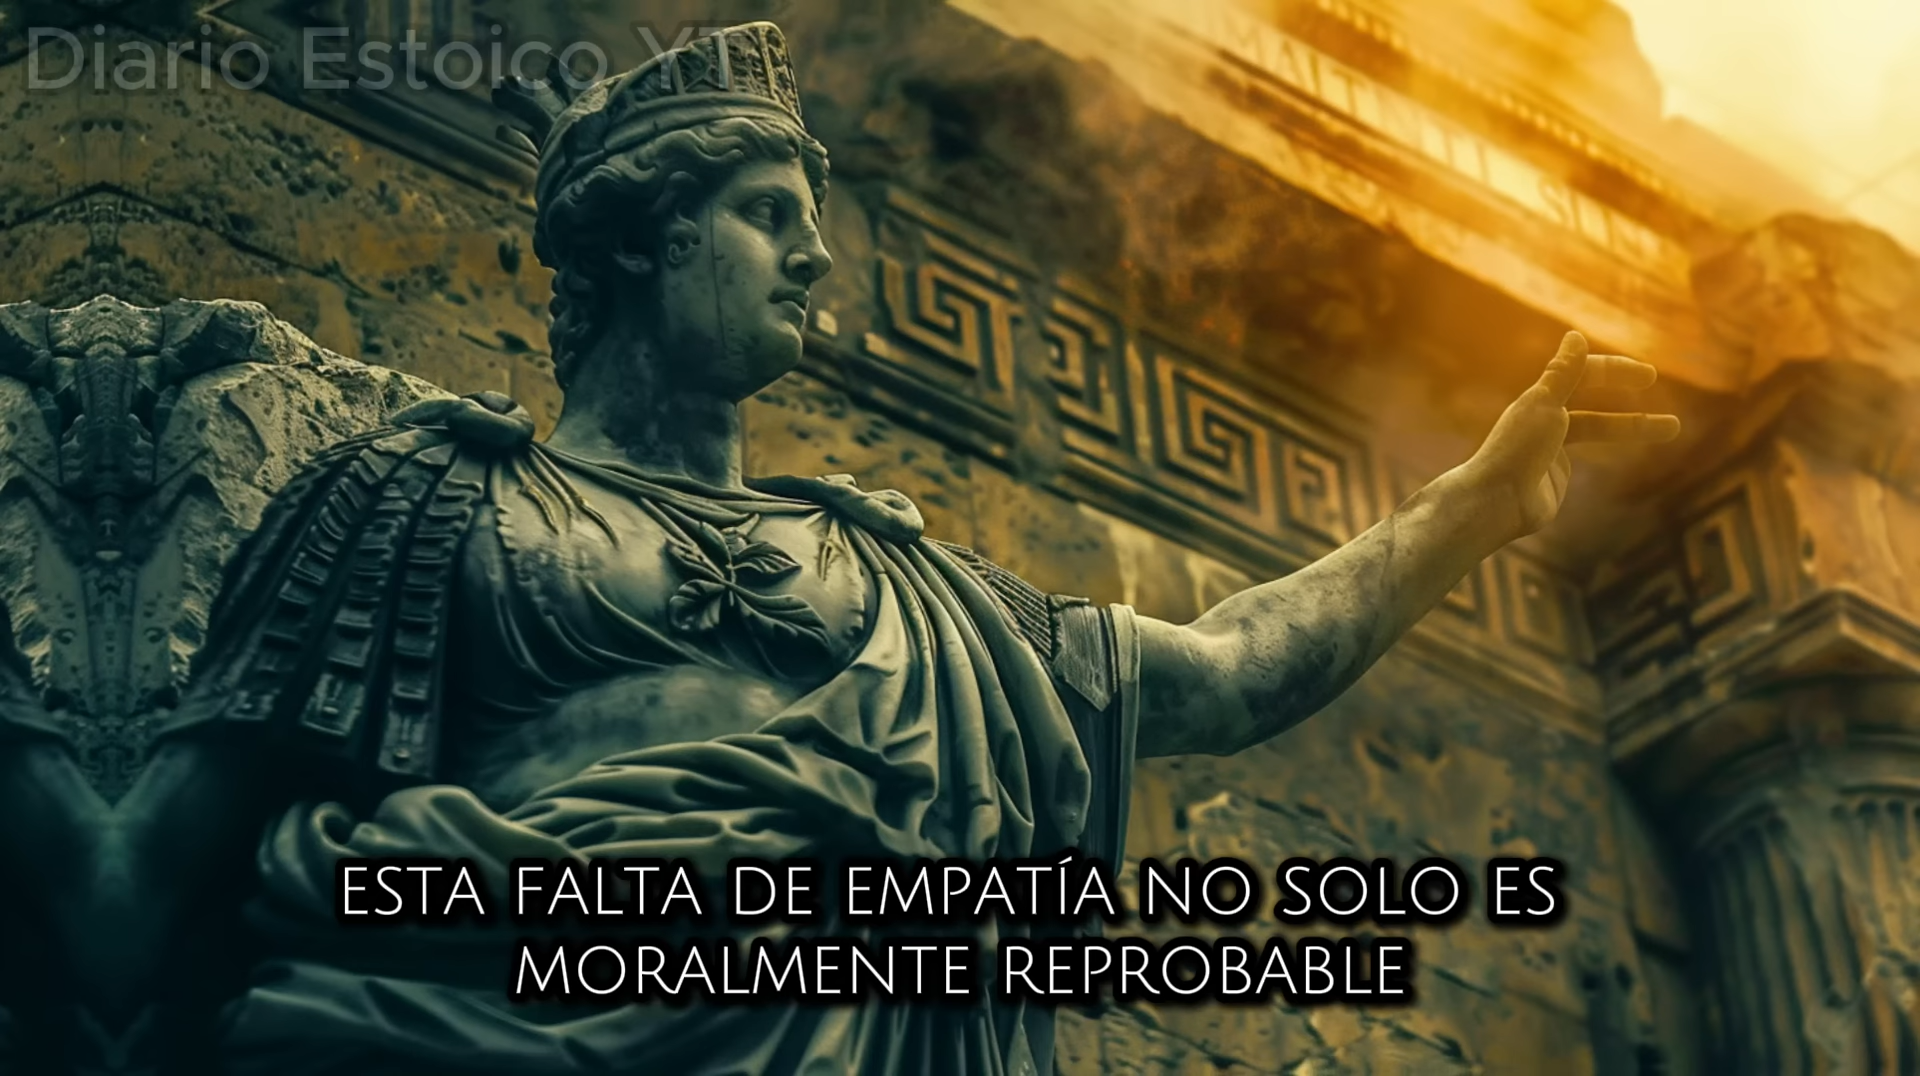 Diario Estoico YT
ESTA FALTA DE EMPATÍA NO SOLO ES
MORALMENTE REPROBABLE